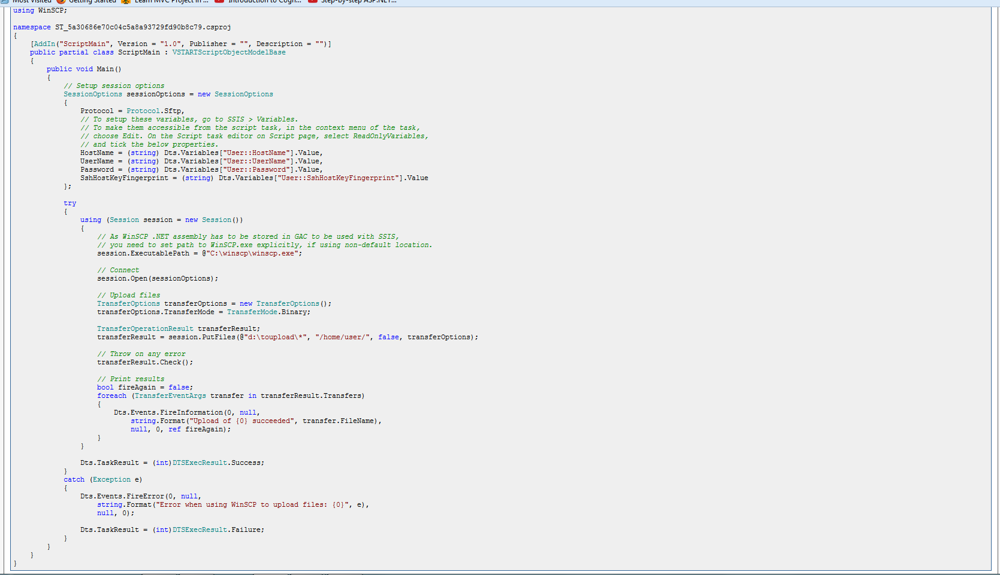 Most Visited Getting Started Learn MVC Project in ... Introduction to Cogn... Step-by-step ASP.NET...
using WinSCP;
namespace ST_5a30686e70c04c5a8a93729fd90b8c79.csproj
{
    [AddIn("ScriptMain", Version = "1.0", Publisher = "", Description = "")]
    public partial class ScriptMain : VSTARTScriptObjectModelBase
    {
        public void Main()
        {
            // Setup session options
            SessionOptions sessionOptions = new SessionOptions
            {
                Protocol = Protocol.Sftp,
                // To setup these variables, go to SSIS > Variables.
                // To make them accessible from the script task, in the context menu of the task,
                // choose Edit. On the Script task editor on Script page, select ReadOnlyVariables,
                // and tick the below properties.
                HostName = (string) Dts.Variables["User::HostName"].Value,
                UserName = (string) Dts.Variables["User::UserName"].Value,
                Password = (string) Dts.Variables["User::Password"].Value,
                SshHostKeyFingerprint = (string) Dts.Variables["User::SshHostKeyFingerprint"].Value
            };
            try
            {
                using (Session session = new Session())
                {
                    // As WinSCP .NET assembly has to be stored in GAC to be used with SSIS,
                    // you need to set path to WinSCP.exe explicitly, if using non-default location.
                    session.ExecutablePath = @"C:\winscp\winscp.exe";
                    // Connect
                    session.Open(sessionOptions);
                    // Upload files
                    TransferOptions transferOptions = new TransferOptions();
                    transferOptions.TransferMode = TransferMode.Binary;
                    TransferOperationResult transferResult;
                    transferResult = session.PutFiles(@"d:\toupload\*", "/home/user/", false, transferOptions);
                    // Throw on any error
                    transferResult.Check();
                    // Print results
                    bool fireAgain = false;
                    foreach (TransferEventArgs transfer in transferResult.Transfers)
                    {
                        Dts.Events.FireInformation(0, null,
                            string.Format("Upload of {0} succeeded", transfer.FileName),
                            null, 0, ref fireAgain);
                    }
                }
                Dts.TaskResult = (int)DTSExecResult.Success;
            }
            catch (Exception e)
            {
                Dts.Events.FireError(0, null,
                    string.Format("Error when using WinSCP to upload files: {0}", e),
                    null, 0);
                Dts.TaskResult = (int)DTSExecResult.Failure;
            }
        }
    }
}